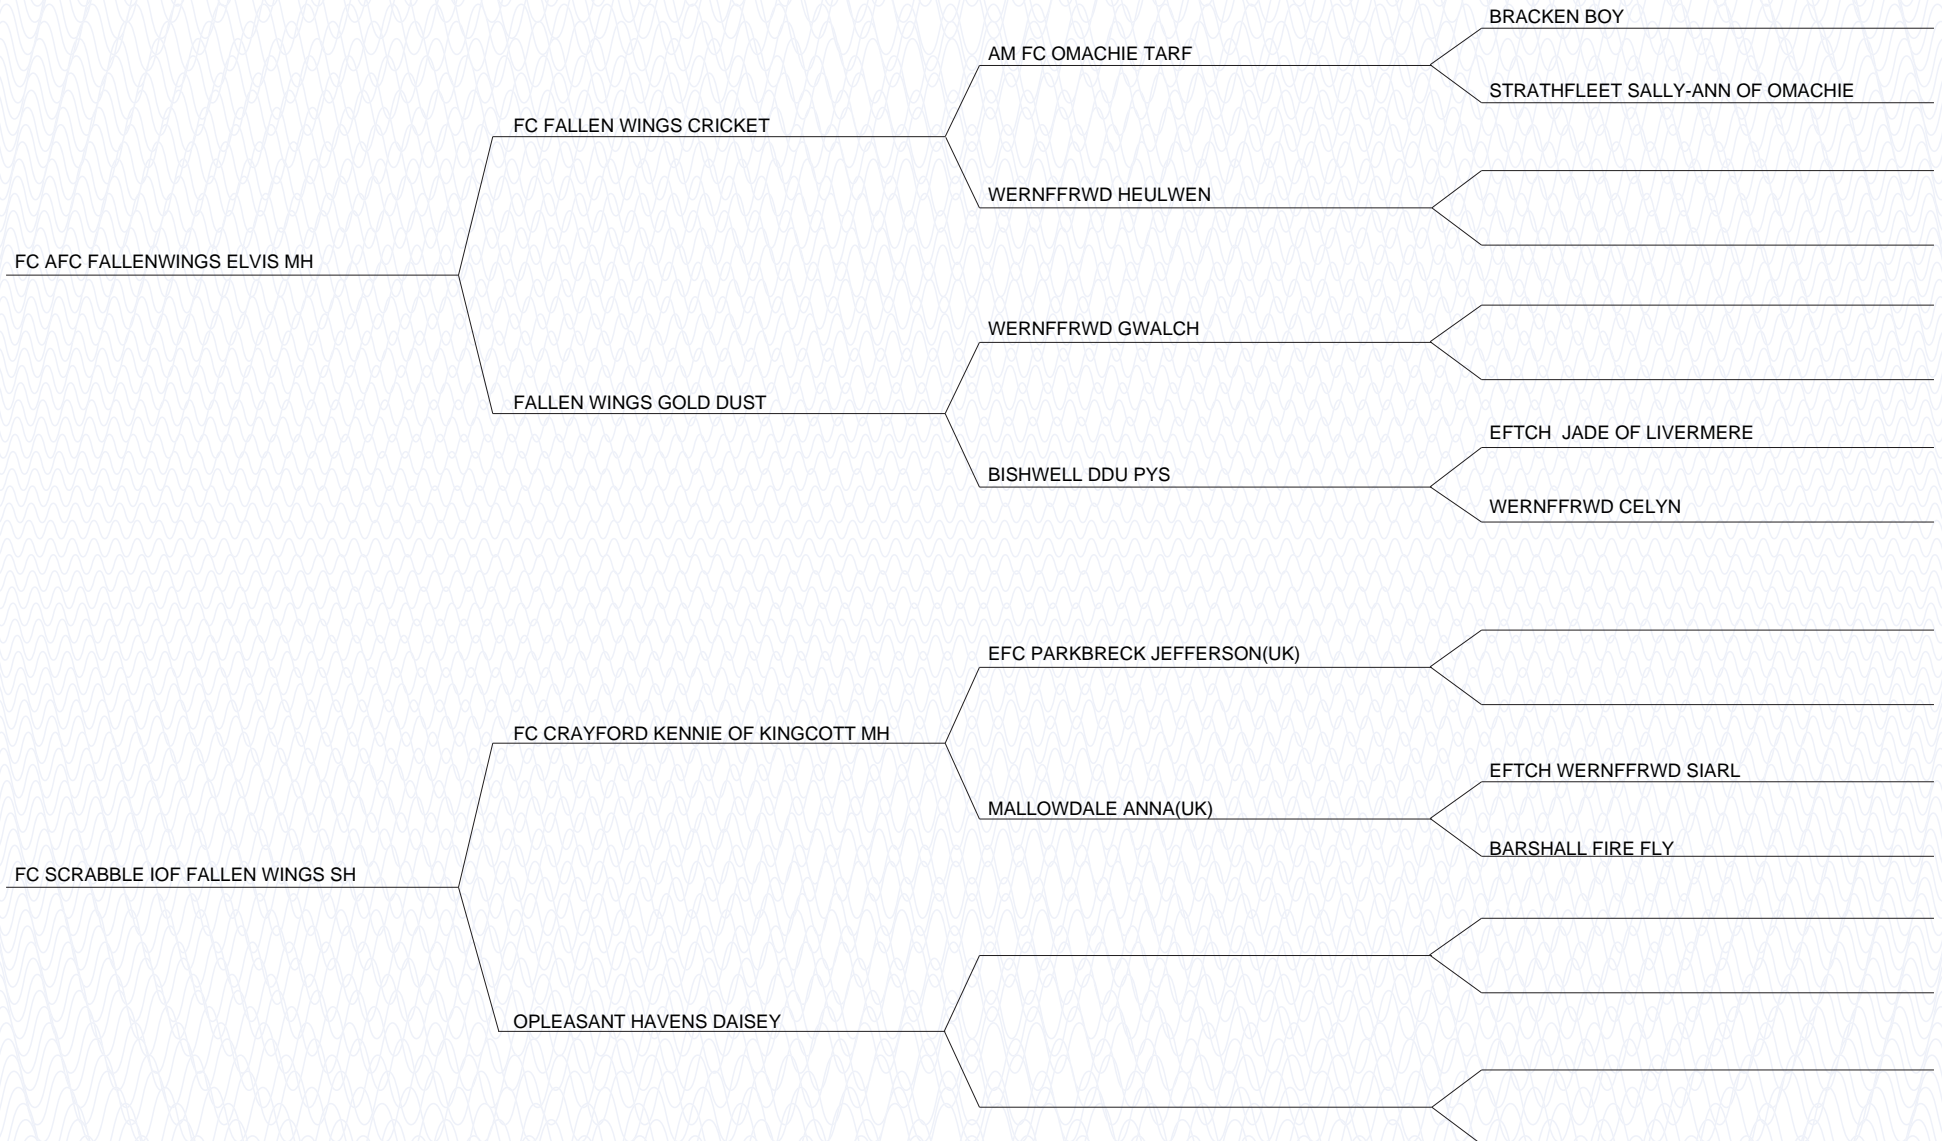 BRACKEN BOY
AM FC OMACHIE TARF
STRATHFLEET SALLY-ANN OF OMACHIE
FC FALLEN WINGS CRICKET
WERNFFRWD HEULWEN
FC AFC FALLENWINGS ELVIS MH
WERNFFRWD GWALCH
FALLEN WINGS GOLD DUST
EFTCH  JADE OF LIVERMERE
BISHWELL DDU PYS
WERNFFRWD CELYN
EFC PARKBRECK JEFFERSON(UK)
FC CRAYFORD KENNIE OF KINGCOTT MH
EFTCH WERNFFRWD SIARL
MALLOWDALE ANNA(UK)
BARSHALL FIRE FLY
FC SCRABBLE IOF FALLEN WINGS SH
OPLEASANT HAVENS DAISEY